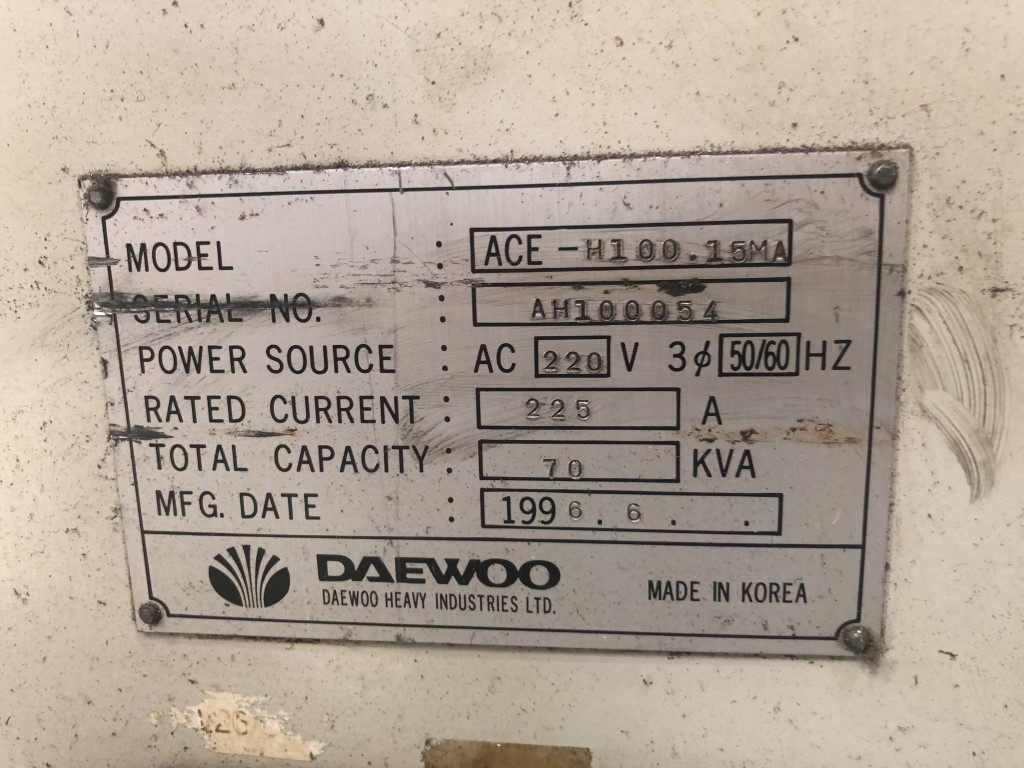 MODEL : ACE-H100.15MA
SERIAL NO. : AH100054
POWER SOURCE : AC 220 V 3ϕ 50/60 HZ
RATED CURRENT : 225 A
TOTAL CAPACITY : 70 KVA
MFG. DATE : 1996.6. .
DAEWOO
DAEWOO HEAVY INDUSTRIES LTD.
MADE IN KOREA